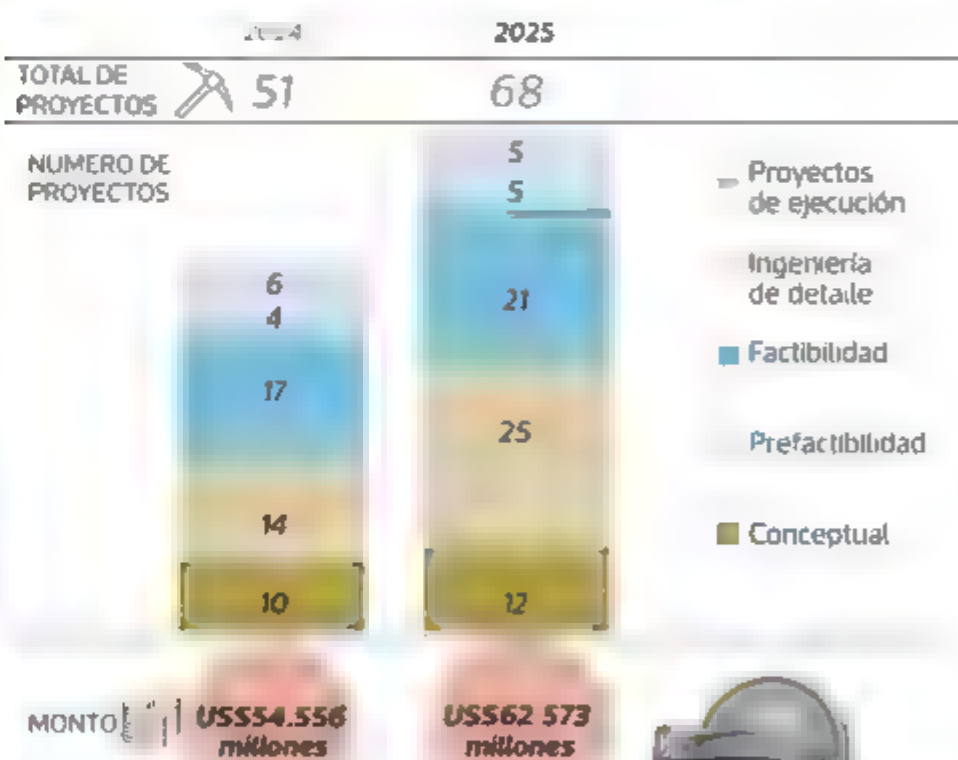 2024 2025
TOTAL DE
PROYECTOS 51 68
NUMERO DE
PROYECTOS
5
5
21
25
12
6
4
17
14
10
Proyectos
de ejecución
Ingeniería
de detalle
Factibilidad
Prefactibilidad
Conceptual
MONTO US$54.556 US$62 573
millones millones